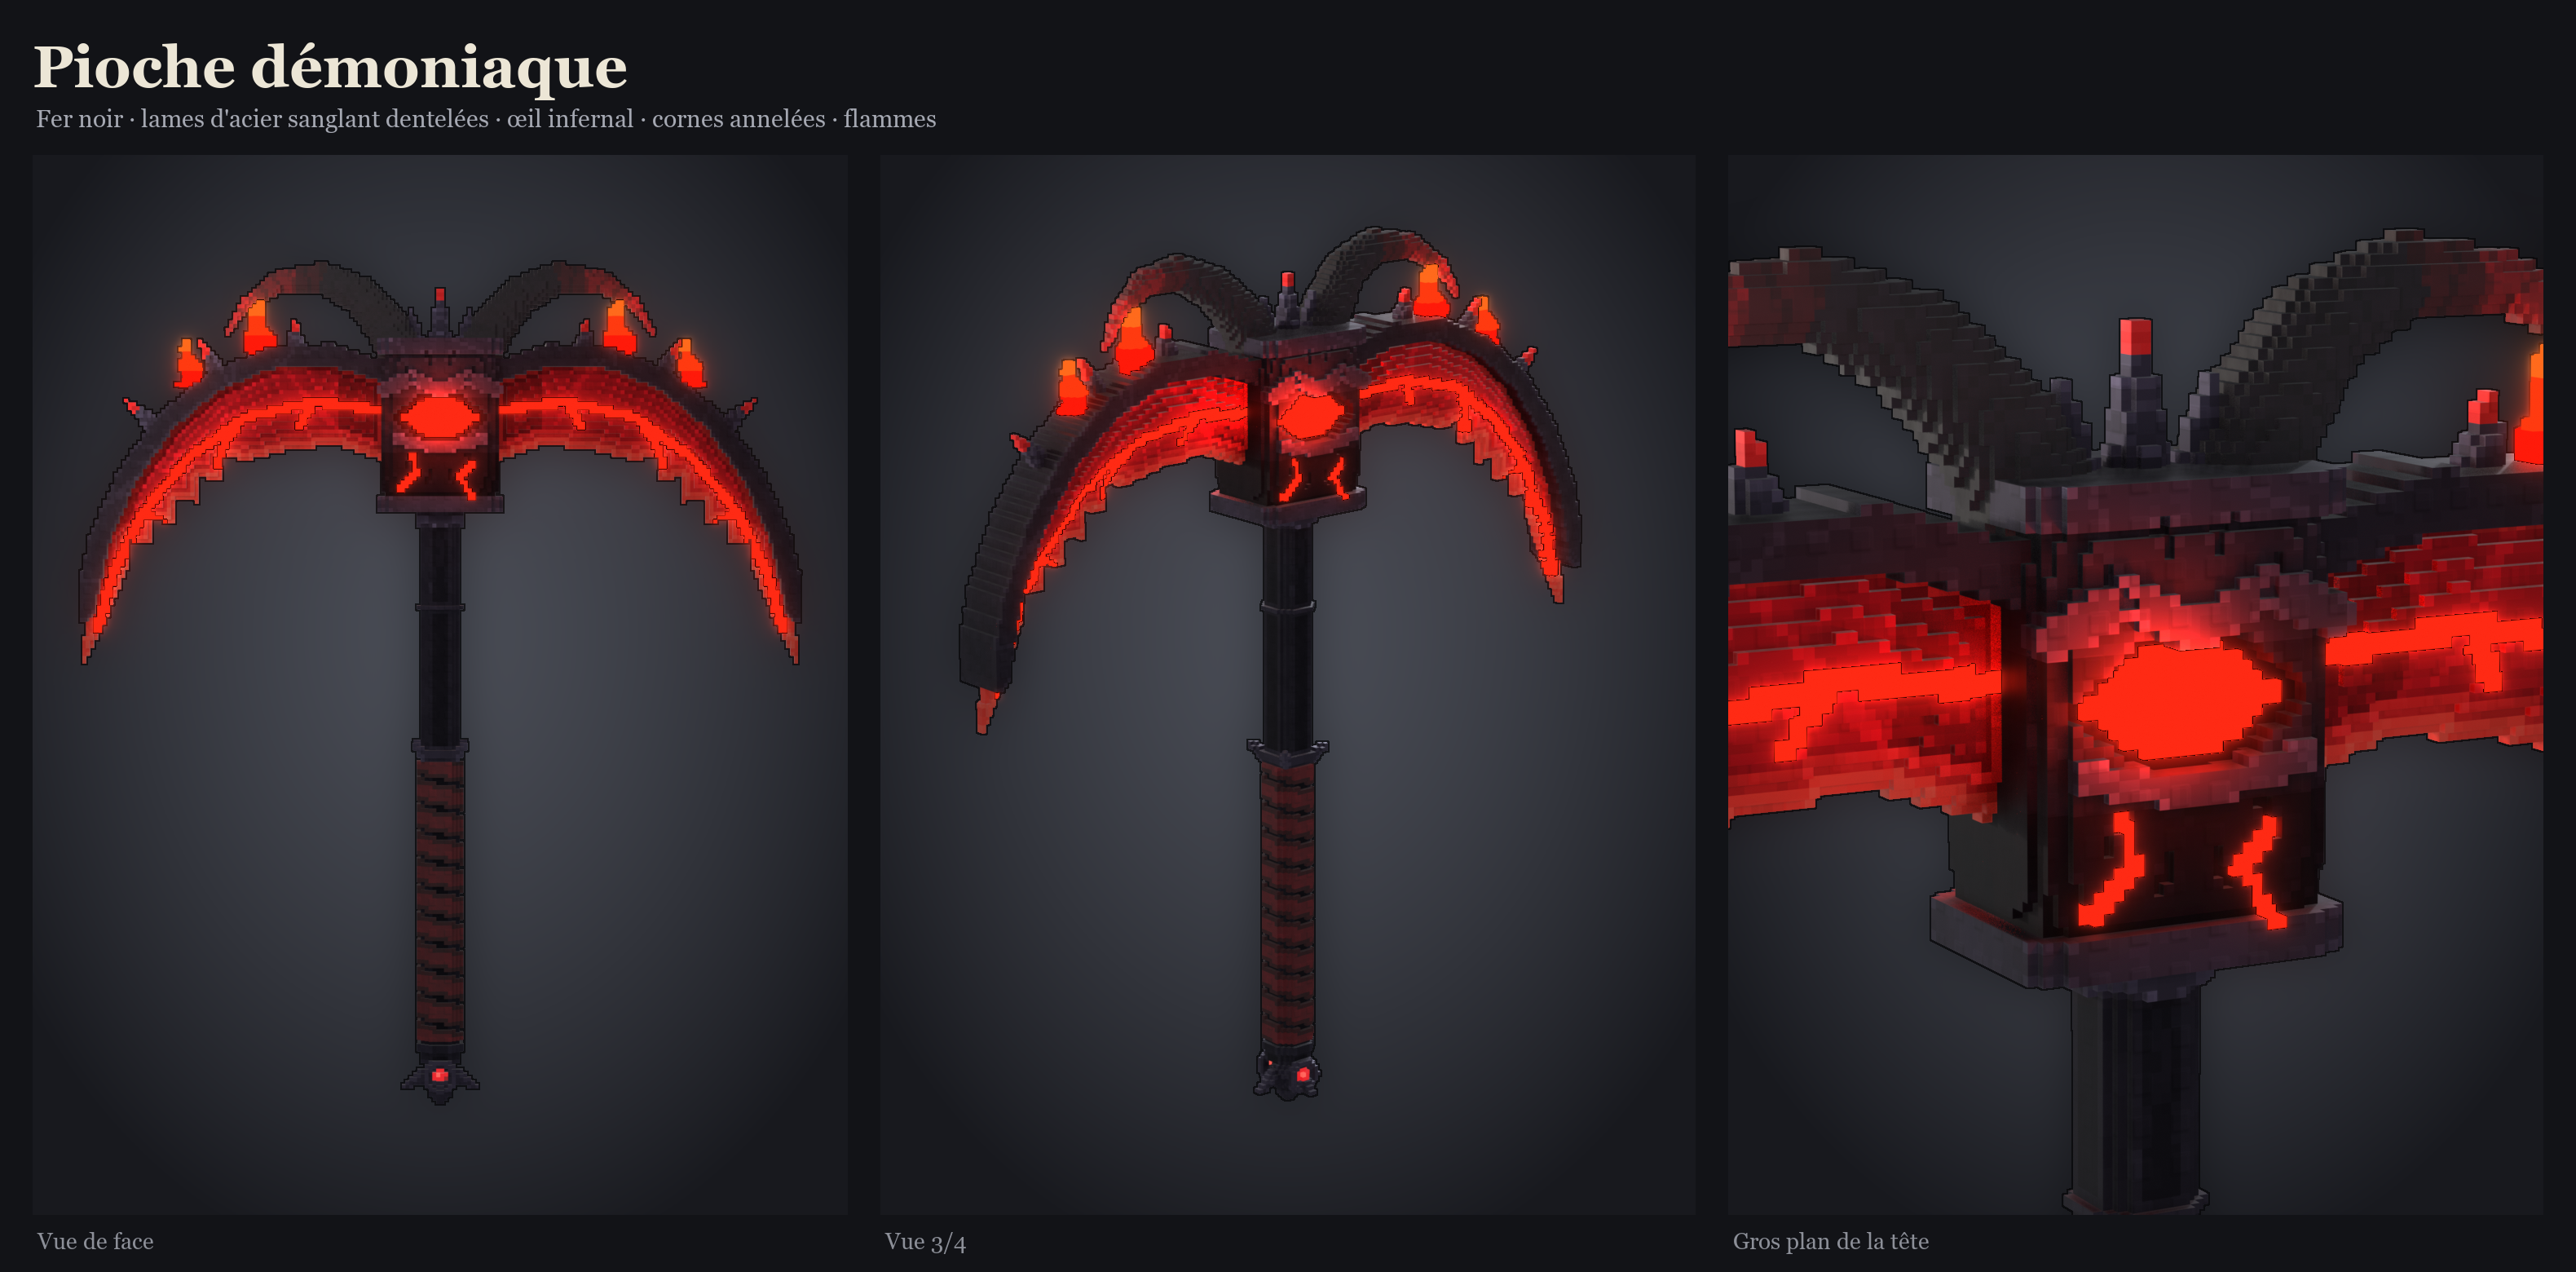 Pioche démoniaque
Fer noir · lames d'acier sanglant dentelées · œil infernal · cornes annelées · flammes
Vue de face
Vue 3/4
Gros plan de la tête